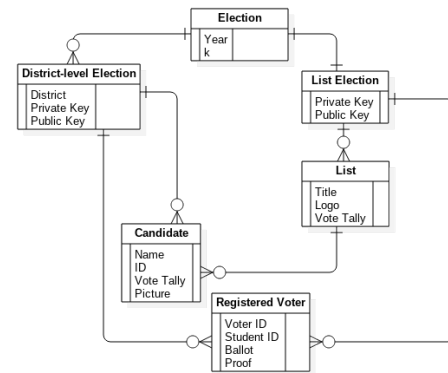 Election
Year
k
District-level Election
District
Private Key
Public Key
List Election
Private Key
Public Key
List
Title
Logo
Vote Tally
Candidate
Name
ID
Vote Tally
Picture
Registered Voter
Voter ID
Student ID
Ballot
Proof